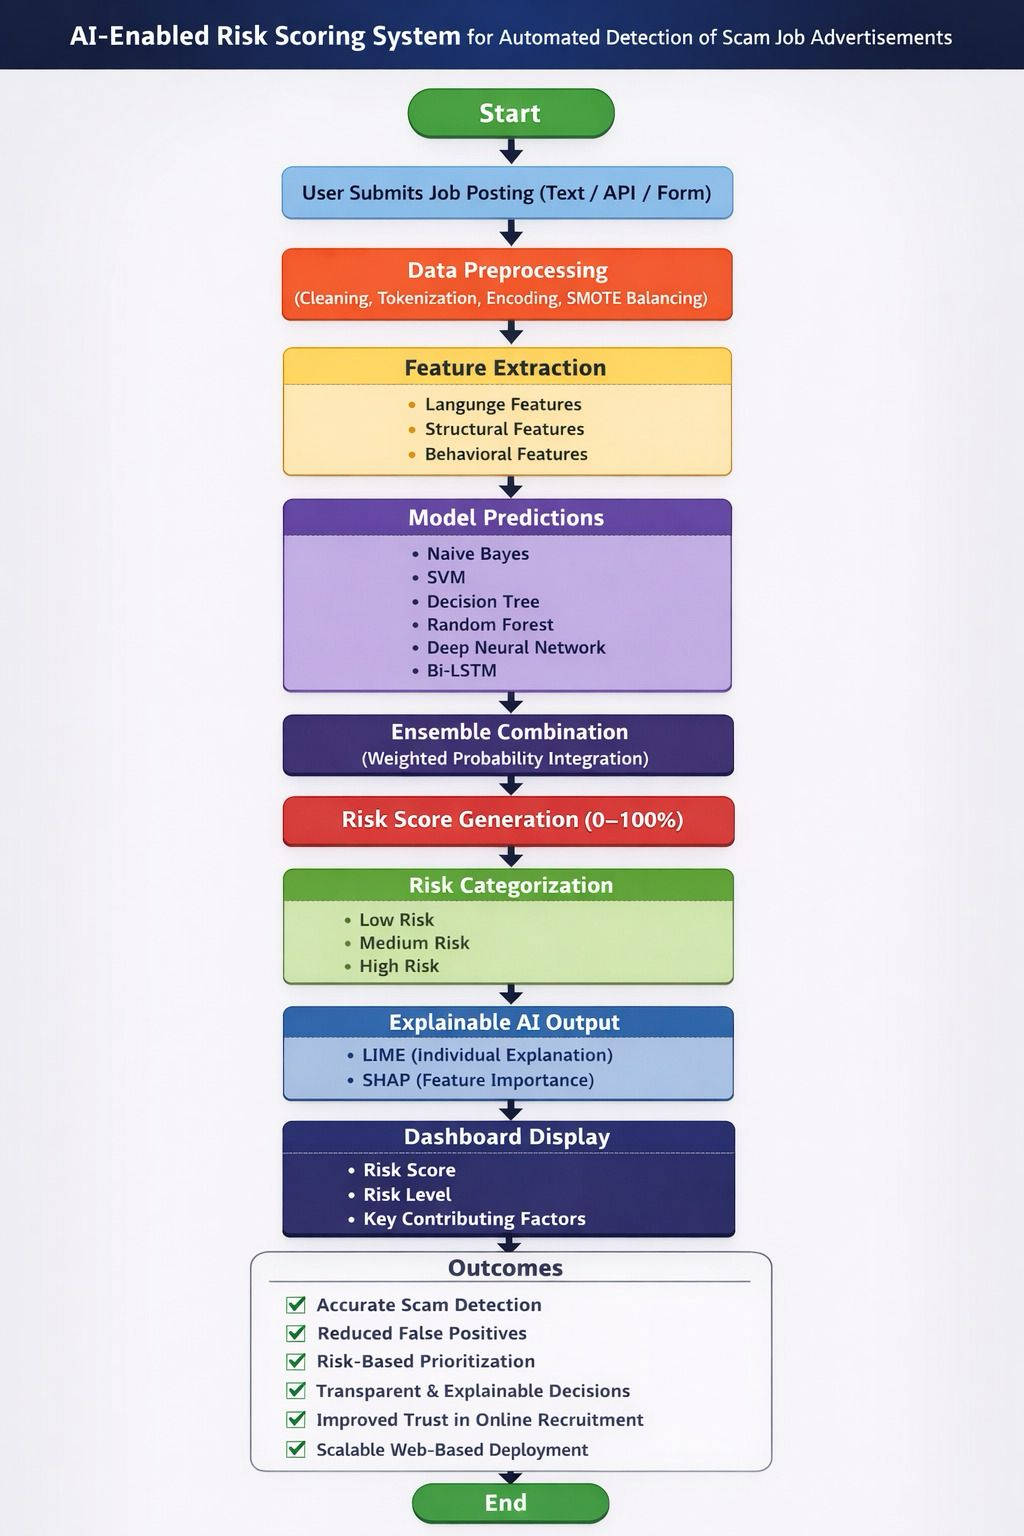 AI-Enabled Risk Scoring System for Automated Detection of Scam Job Advertisements
Start
User Submits Job Posting (Text / API / Form)
Data Preprocessing
(Cleaning, Tokenization, Encoding, SMOTE Balancing)
Feature Extraction
• Langunge Features
• Structural Features
• Behavioral Features
Model Predictions
• Naive Bayes
• SVM
• Decision Tree
• Random Forest
• Deep Neural Network
• Bi-LSTM
Ensemble Combination
(Weighted Probability Integration)
Risk Score Generation (0–100%)
Risk Categorization
• Low Risk
• Medium Risk
• High Risk
Explainable AI Output
• LIME (Individual Explanation)
• SHAP (Feature Importance)
Dashboard Display
• Risk Score
• Risk Level
• Key Contributing Factors
Outcomes
Accurate Scam Detection
Reduced False Positives
Risk-Based Prioritization
Transparent & Explainable Decisions
Improved Trust in Online Recruitment
Scalable Web-Based Deployment
End